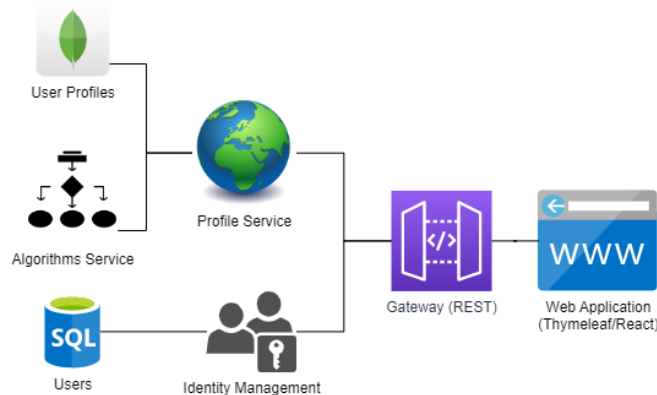 User Profiles
Algorithms Service
Profile Service
SQL
Users
Identity Management
</>
Gateway (REST)
WWW
Web Application
(Thymeleaf/React)